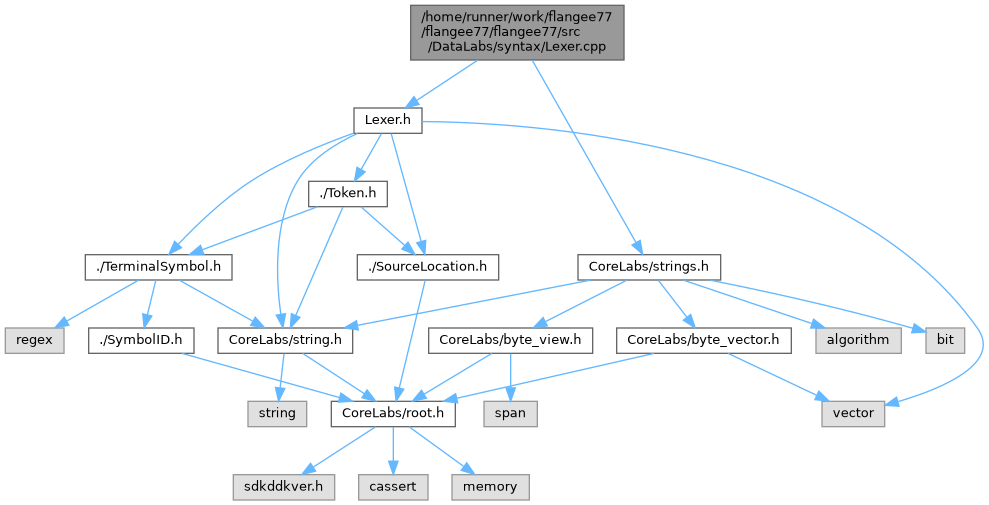 /home/runner/work/flangee77
/flangee77/flangee77/src
/DataLabs/syntax/Lexer.cpp
Lexer.h
./Token.h
./TerminalSymbol.h
./SourceLocation.h
CoreLabs/strings.h
regex
./SymbolID.h
CoreLabs/string.h
CoreLabs/byte_view.h
CoreLabs/byte_vector.h
algorithm
bit
string
CoreLabs/root.h
span
vector
sdkddkver.h
cassert
memory